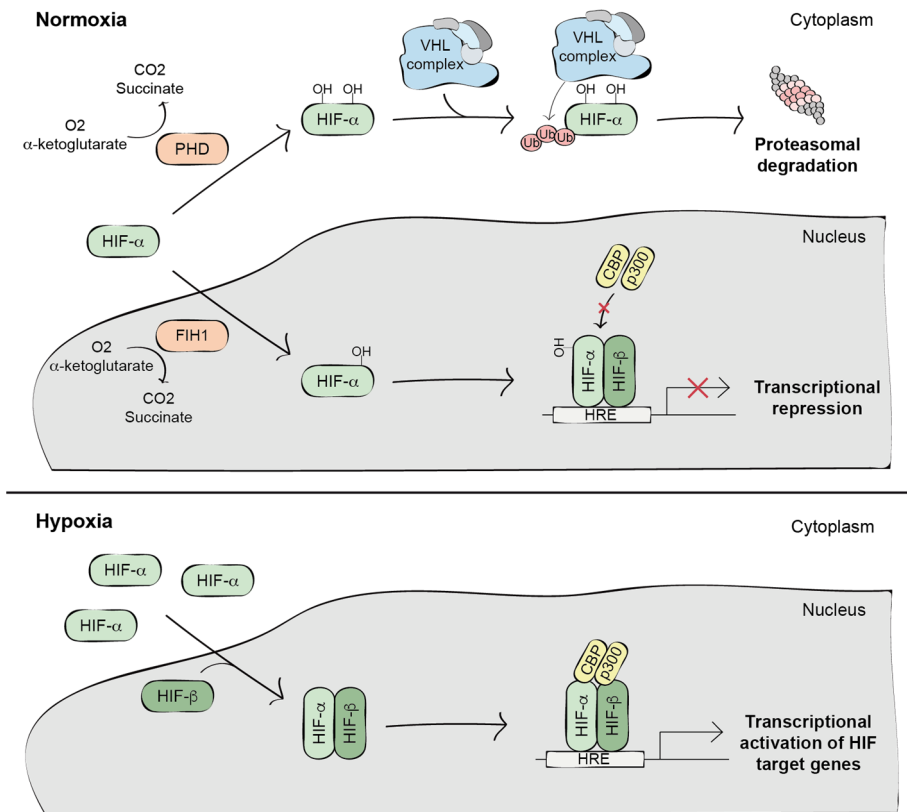 Normoxia
Cytoplasm
CO2
Succinate
O2
α-ketoglutarate
PHD
OH OH
HIF-α
VHL
complex
VHL
complex
OH OH
HIF-α
Ub Ub Ub
Proteasomal
degradation
HIF-α
Nucleus
CBP
p300
FIH1
O2
α-ketoglutarate
CO2
Succinate
OH
HIF-α
OH
HIF-α
HIF-β
HRE
Transcriptional
repression
Hypoxia
Cytoplasm
HIF-α
HIF-α
HIF-α
Nucleus
HIF-β
HIF-α
HIF-β
CBP
p300
HIF-α
HIF-β
HRE
Transcriptional
activation of HIF
target genes